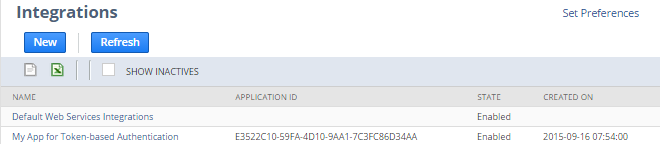 Integrations
Set Preferences
New Refresh
SHOW INACTIVES
NAME APPLICATION ID STATE CREATED ON
Default Web Services Integrations Enabled
My App for Token-based Authentication E3522C10-59FA-4D10-9AA1-7C3FC86D34AA Enabled 2015-09-16 07:54:00